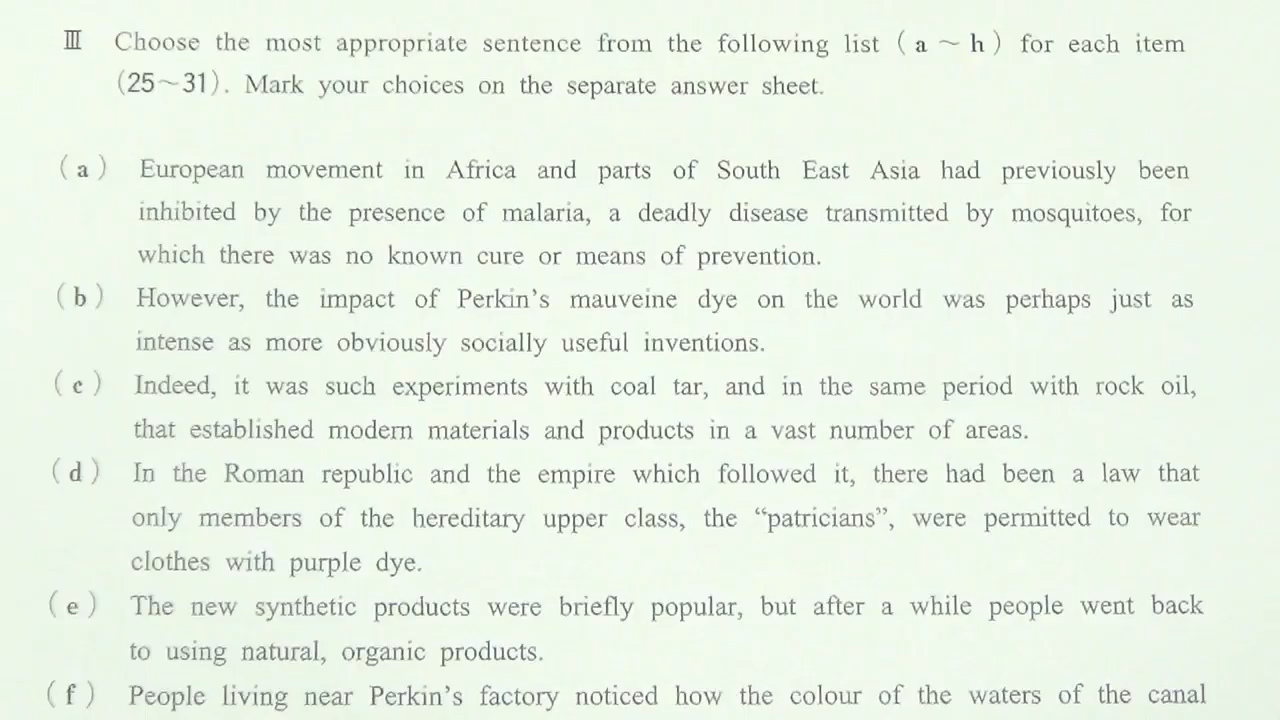 Ⅲ Choose the most appropriate sentence from the following list ( a ～ h ) for each item
(25～31). Mark your choices on the separate answer sheet.
( a ) European movement in Africa and parts of South East Asia had previously been
inhibited by the presence of malaria, a deadly disease transmitted by mosquitoes, for
which there was no known cure or means of prevention.
( b ) However, the impact of Perkin's mauveine dye on the world was perhaps just as
intense as more obviously socially useful inventions.
( c ) Indeed, it was such experiments with coal tar, and in the same period with rock oil,
that established modern materials and products in a vast number of areas.
( d ) In the Roman republic and the empire which followed it, there had been a law that
only members of the hereditary upper class, the “patricians”, were permitted to wear
clothes with purple dye.
( e ) The new synthetic products were briefly popular, but after a while people went back
to using natural, organic products.
( f ) People living near Perkin's factory noticed how the colour of the waters of the canal